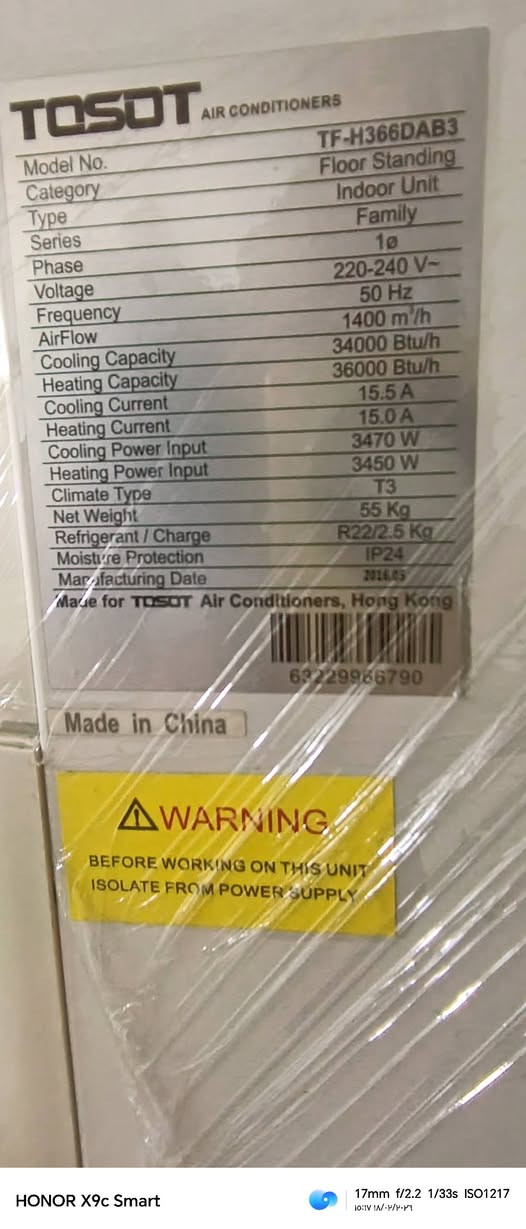 TOSOT AIR CONDITIONERS
Model No. TF-H366DAB3
Category Floor Standing
Type Indoor Unit
Series Family
Phase 1ø
Voltage 220-240 V~
Frequency 50 Hz
AirFlow 1400 m³/h
Cooling Capacity 34000 Btu/h
Heating Capacity 36000 Btu/h
Cooling Current 15.5 A
Heating Current 15.0 A
Cooling Power Input 3470 W
Heating Power Input 3450 W
Climate Type T3
Net Weight 55 Kg
Refrigerant / Charge R22/2.5 Kg
Moisture Protection IP24
Manufacturing Date 2016.05
Made for TOSOT Air Conditioners, Hong Kong
63229966790
Made in China
WARNING
BEFORE WORKING ON THIS UNIT
ISOLATE FROM POWER SUPPLY
HONOR X9c Smart
17mm f/2.2 1/33s ISO1217